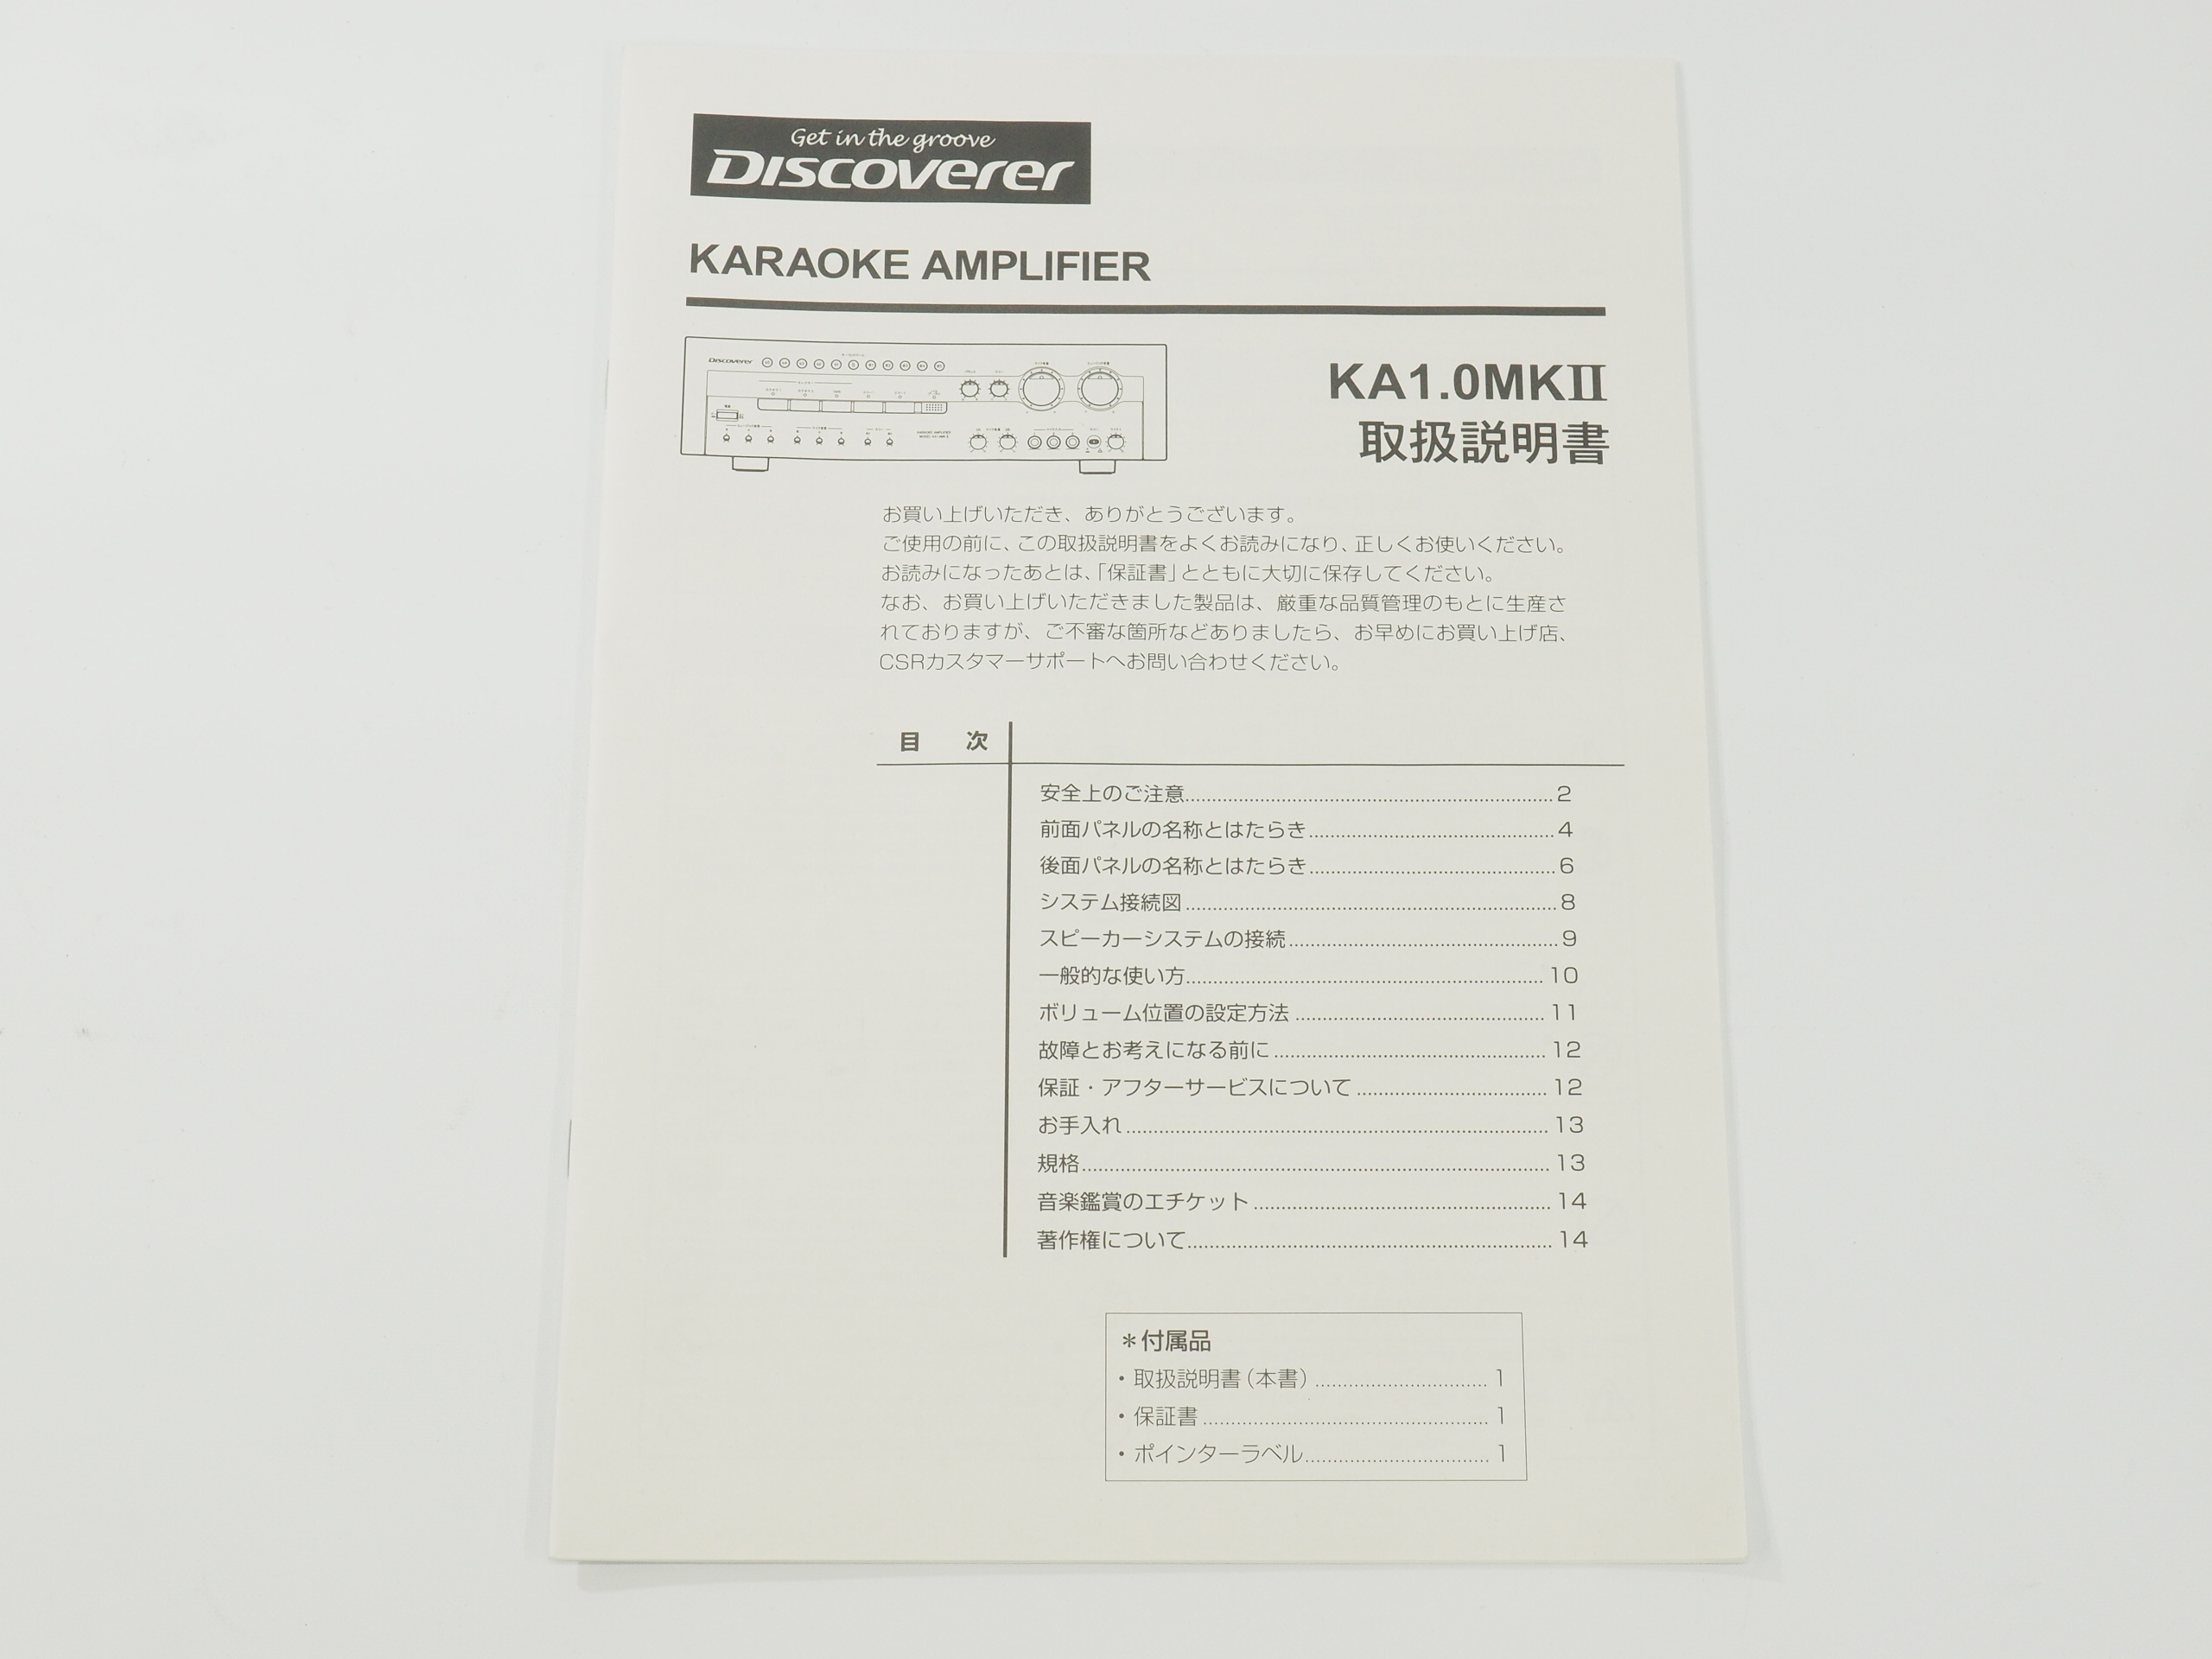 Get in the groove
DISCOVERER
KARAOKE AMPLIFIER
Discoverer
KA1.0MKⅡ
取扱説明書
お買い上げいただき、ありがとうございます。
ご使用の前に、この取扱説明書をよくお読みになり、正しくお使いください。
お読みになったあとは、「保証書」とともに大切に保存してください。
なお、お買い上げいただきました製品は、厳重な品質管理のもとに生産さ
れておりますが、ご不審な箇所などありましたら、お早めにお買い上げ店、
CSRカスタマーサポートへお問い合わせください。
目 次
安全上のご注意 2
前面パネルの名称とはたらき 4
後面パネルの名称とはたらき 6
システム接続図 8
スピーカーシステムの接続 9
一般的な使い方 10
ボリューム位置の設定方法 11
故障とお考えになる前に 12
保証・アフターサービスについて 12
お手入れ 13
規格 13
音楽鑑賞のエチケット 14
著作権について 14
＊付属品
・取扱説明書（本書） 1
・保証書 1
・ポインターラベル 1